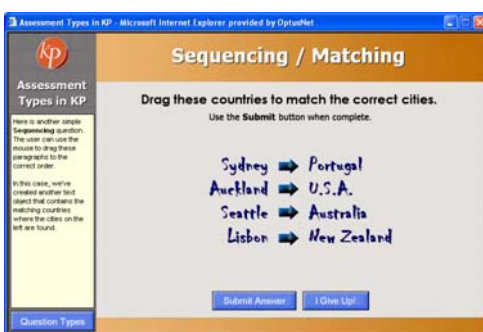 Assessment Types in KP - Microsoft Internet Explorer provided by OptusNet
kp
Assessment
Types in KP
Here is another simple
Sequencing question.
The user can use the
mouse to drag these
paragraphs to the
correct order.
In this case, we've
created another text
object that contains the
matching countries
where the cities on the
left are found.
Question Types
Sequencing / Matching
Drag these countries to match the correct cities.
Use the Submit button when complete.
Sydney Portugal
Auckland U.S.A.
Seattle Australia
Lisbon New Zealand
Submit Answer I Give Up!